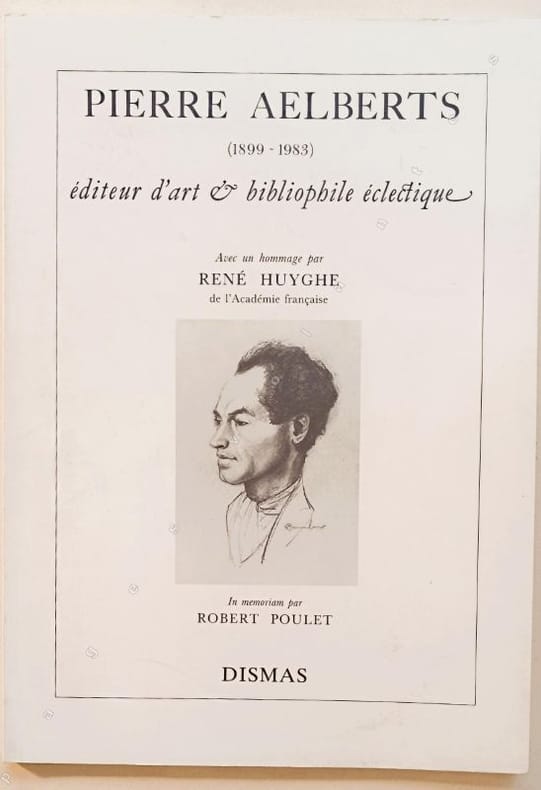 PIERRE AELBERTS
(1899 - 1983)
éditeur d'art & bibliophile éclectique
Avec un hommage par
RENÉ HUYGHE
de l'Académie française
In memoriam par
ROBERT POULET
DISMAS